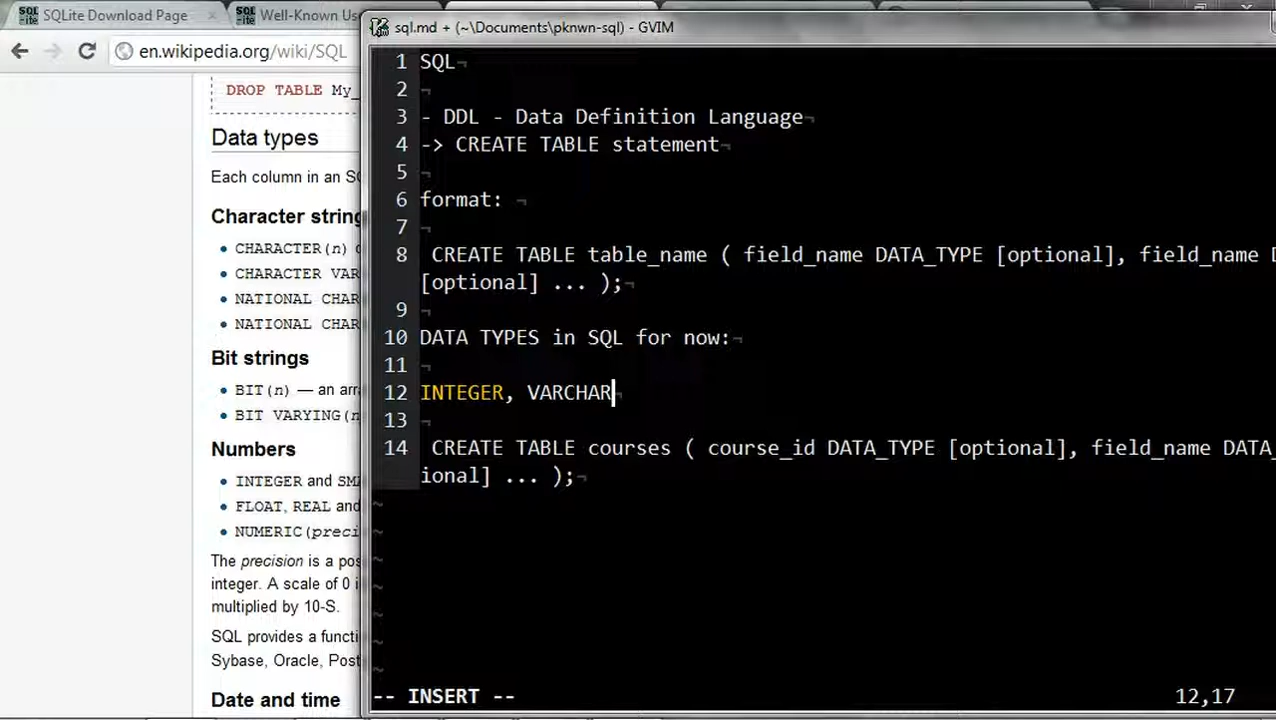 SQLite Download Page
Well-Known Us
en.wikipedia.org/wiki/SQL
DROP TABLE My_
Data types
Each column in an SQ
Character string
CHARACTER(n)
CHARACTER VAR
NATIONAL CHAR
NATIONAL CHA
Bit strings
BIT(n) — an arr
BIT VARYING(n
Numbers
INTEGER and SMA
FLOAT, REAL and
NUMERIC(preci
The precision is a pos
integer. A scale of 0 i
multiplied by 10-S.
SQL provides a functi
Sybase, Oracle, Post
Date and time
sql.md + (~\Documents\pknwn-sql) - GVIM
1 SQL¬
2 ¬
3 - DDL - Data Definition Language¬
4 -> CREATE TABLE statement¬
5 ¬
6 format: ¬
7 ¬
8 CREATE TABLE table_name ( field_name DATA_TYPE [optional], field_name D
[optional] ... );¬
9 ¬
10 DATA TYPES in SQL for now:¬
11 ¬
12 INTEGER, VARCHAR¬
13 ¬
14 CREATE TABLE courses ( course_id DATA_TYPE [optional], field_name DATA_
ional] ... );¬
~
~
~
~
~
~
~
-- INSERT -- 12,17